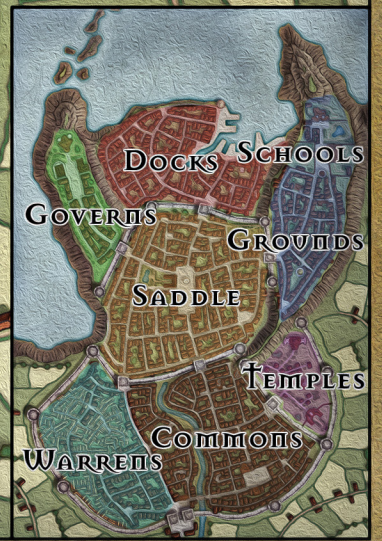 Docks
Schools
Governs
Grounds
Saddle
Temples
Commons
Warrens